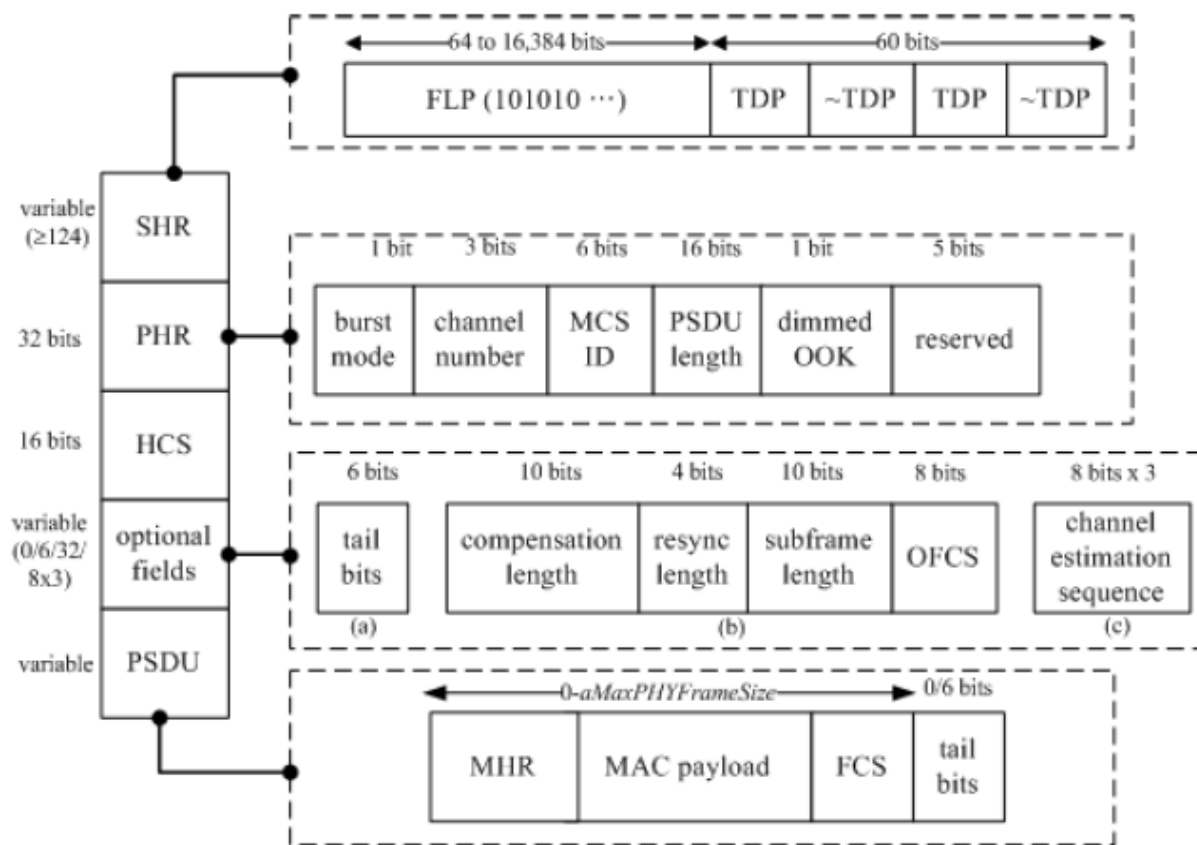 64 to 16,384 bits
60 bits
FLP (101010 ⋯)
TDP
~TDP
TDP
~TDP
variable
(≥124)
SHR
1 bit
3 bits
6 bits
16 bits
1 bit
5 bits
32 bits
PHR
burst
mode
channel
number
MCS
ID
PSDU
length
dimmed
OOK
reserved
16 bits
HCS
6 bits
10 bits
4 bits
10 bits
8 bits
8 bits x 3
variable
(0/6/32/
8x3)
optional
fields
tail
bits
compensation
length
resync
length
subframe
length
OFCS
channel
estimation
sequence
(a)
(b)
(c)
variable
PSDU
0-aMaxPHYFrameSize
0/6 bits
MHR
MAC payload
FCS
tail
bits